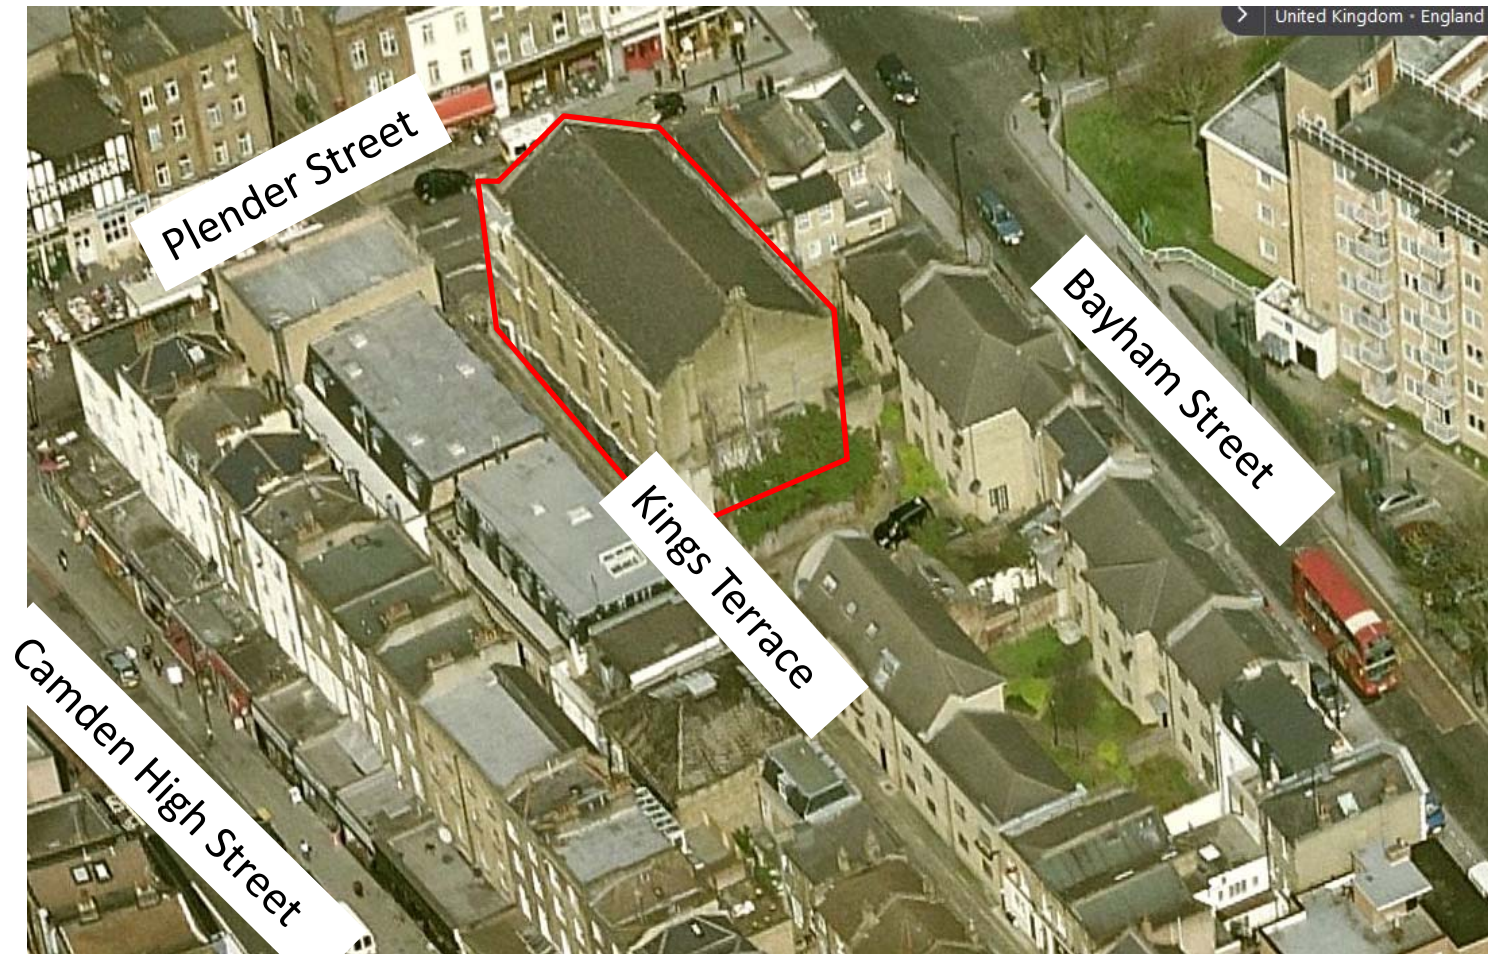 United Kingdom • England
Plender Street
Bayham Street
Kings Terrace
Camden High Street